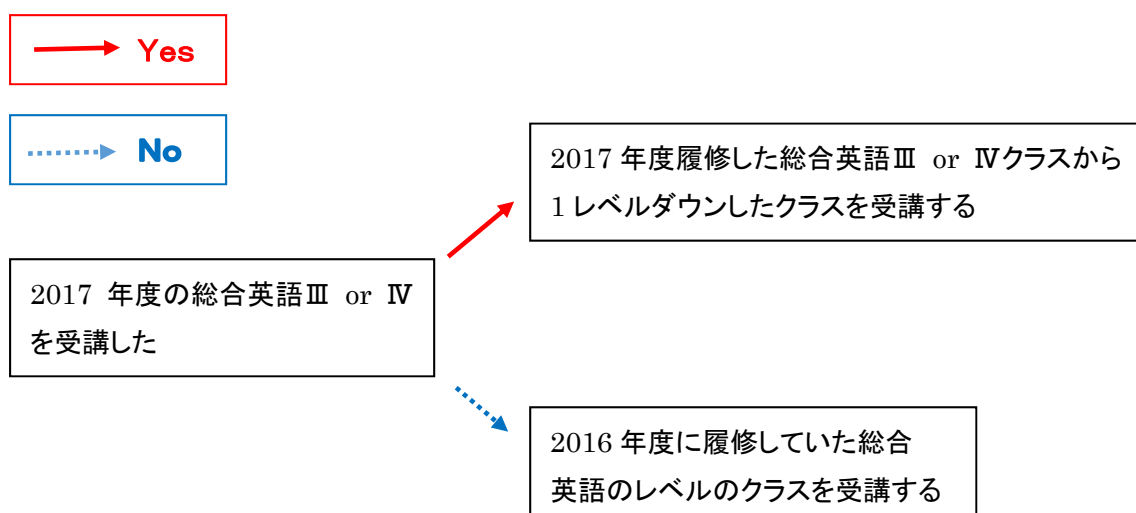 Yes
No
2017 年度履修した総合英語Ⅲ or Ⅳクラスから
1 レベルダウンしたクラスを受講する
2017 年度の総合英語Ⅲ or Ⅳ
を受講した
2016 年度に履修していた総合
英語のレベルのクラスを受講する